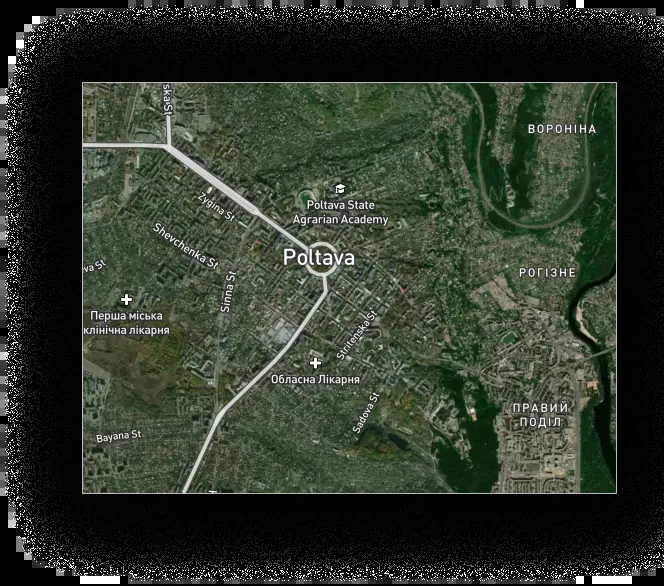 ska St
ВОРОНІНА
Zygina St
Poltava State
Agrarian Academy
Shevchenka St
Poltava
va St
РОГІЗНЕ
Sinna St
Перша міська
клінічна лікарня
Stritenska St
Обласна Лікарня
Sadova St
ПРАВИЙ
ПОДІЛ
Bayana St